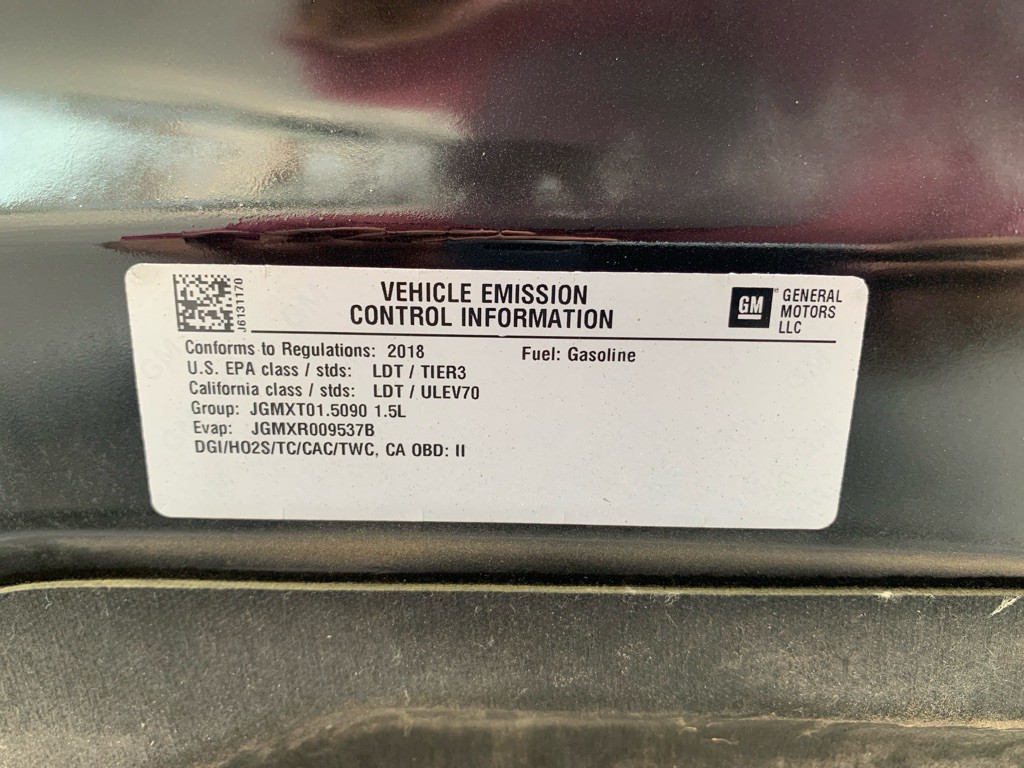 J6131170
VEHICLE EMISSION
CONTROL INFORMATION
GM
GENERAL
MOTORS
LLC
Conforms to Regulations: 2018 Fuel: Gasoline
U.S. EPA class / stds: LDT / TIER3
California class / stds: LDT / ULEV70
Group: JGMXT01.5090 1.5L
Evap: JGMXR009537B
DGI/HO2S/TC/CAC/TWC, CA OBD: II